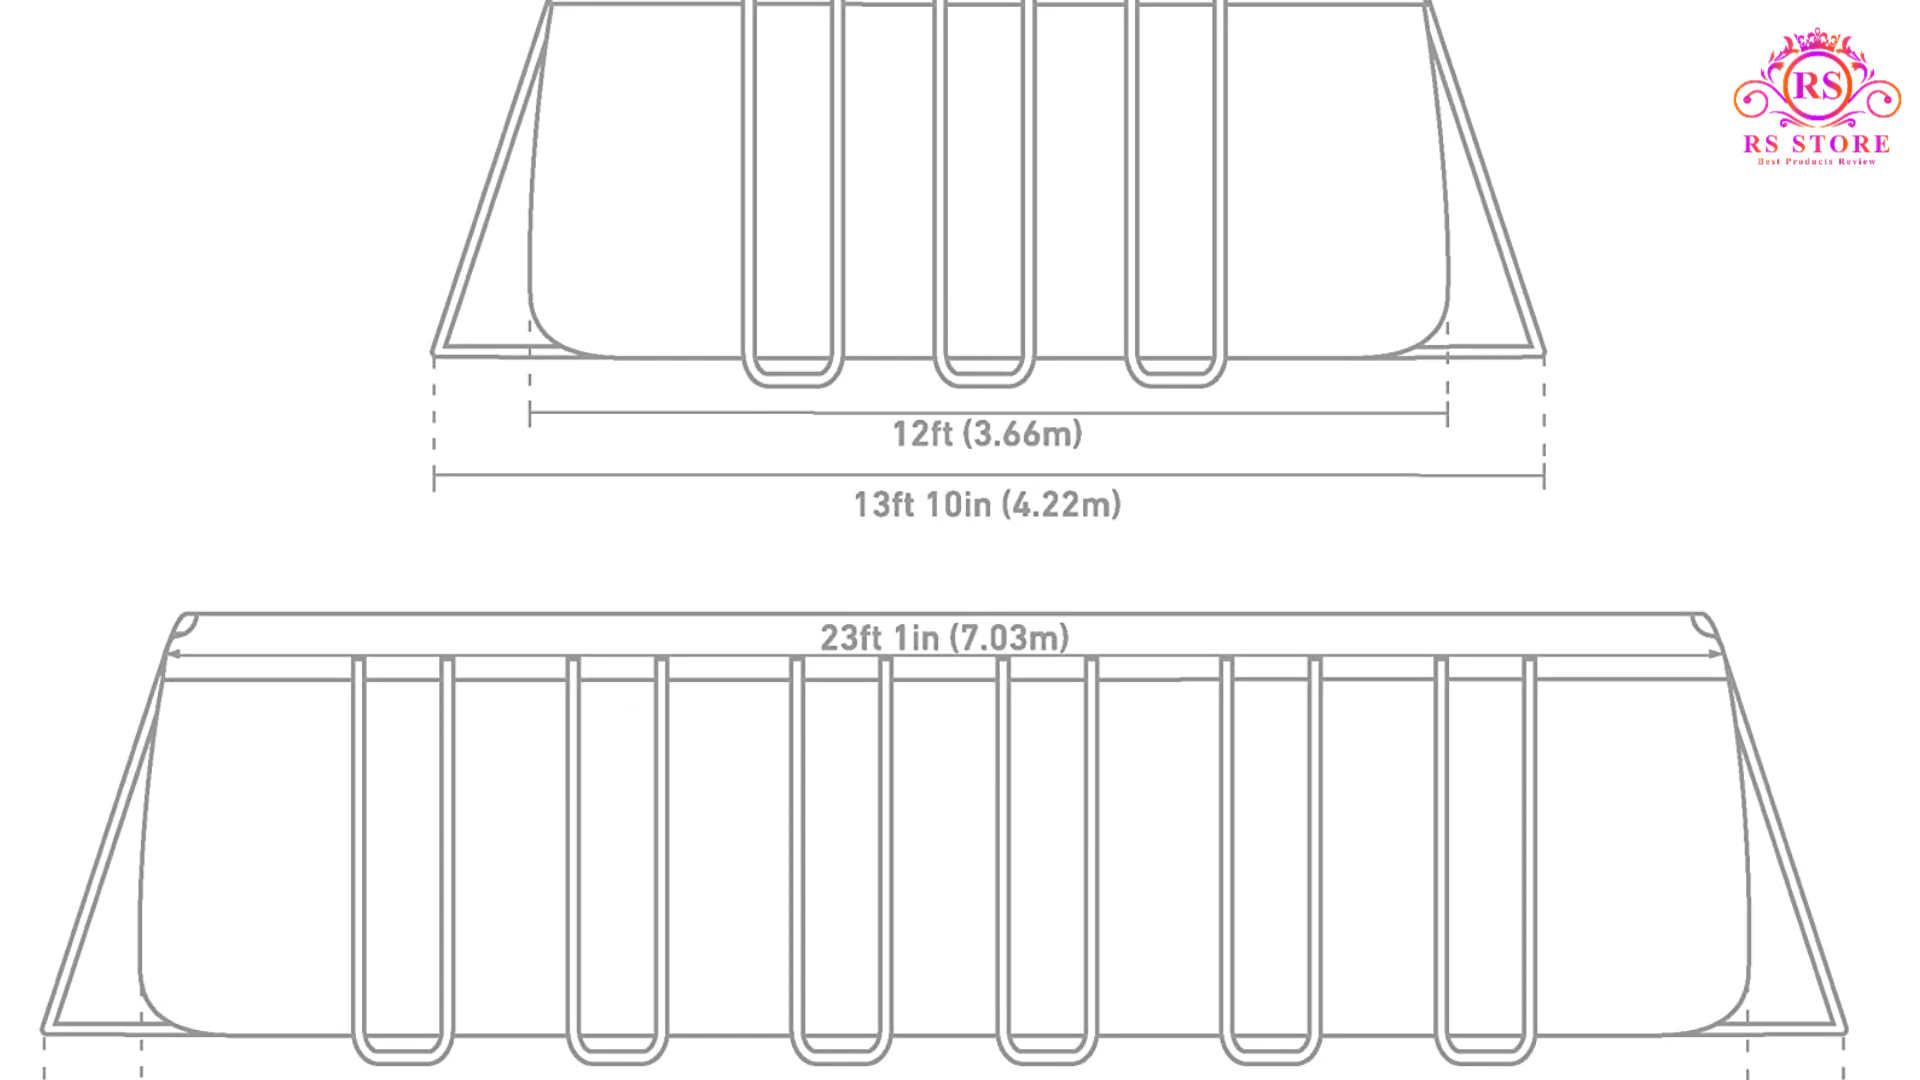 RS
RS STORE
Best Products Review
12ft (3.66m)
13ft 10in (4.22m)
23ft 1in (7.03m)